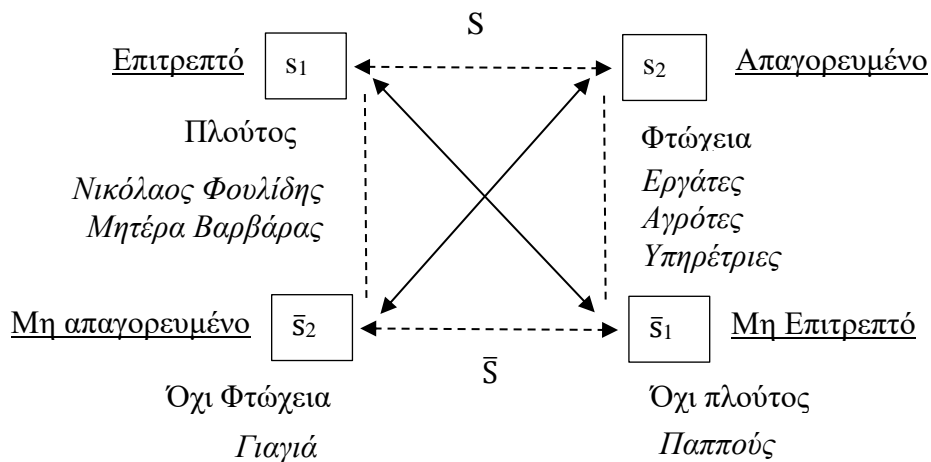 S
Επιτρεπτό s₁ s₂ Απαγορευμένο
Πλούτος Φτώχεια
Νικόλαος Φουλίδης Εργάτες
Μητέρα Βαρβάρας Αγρότες
Υπηρέτριες
Μη απαγορευμένο s̄₂ s̄₁ Μη Επιτρεπτό
S̄
Όχι Φτώχεια Όχι πλούτος
Γιαγιά Παππούς